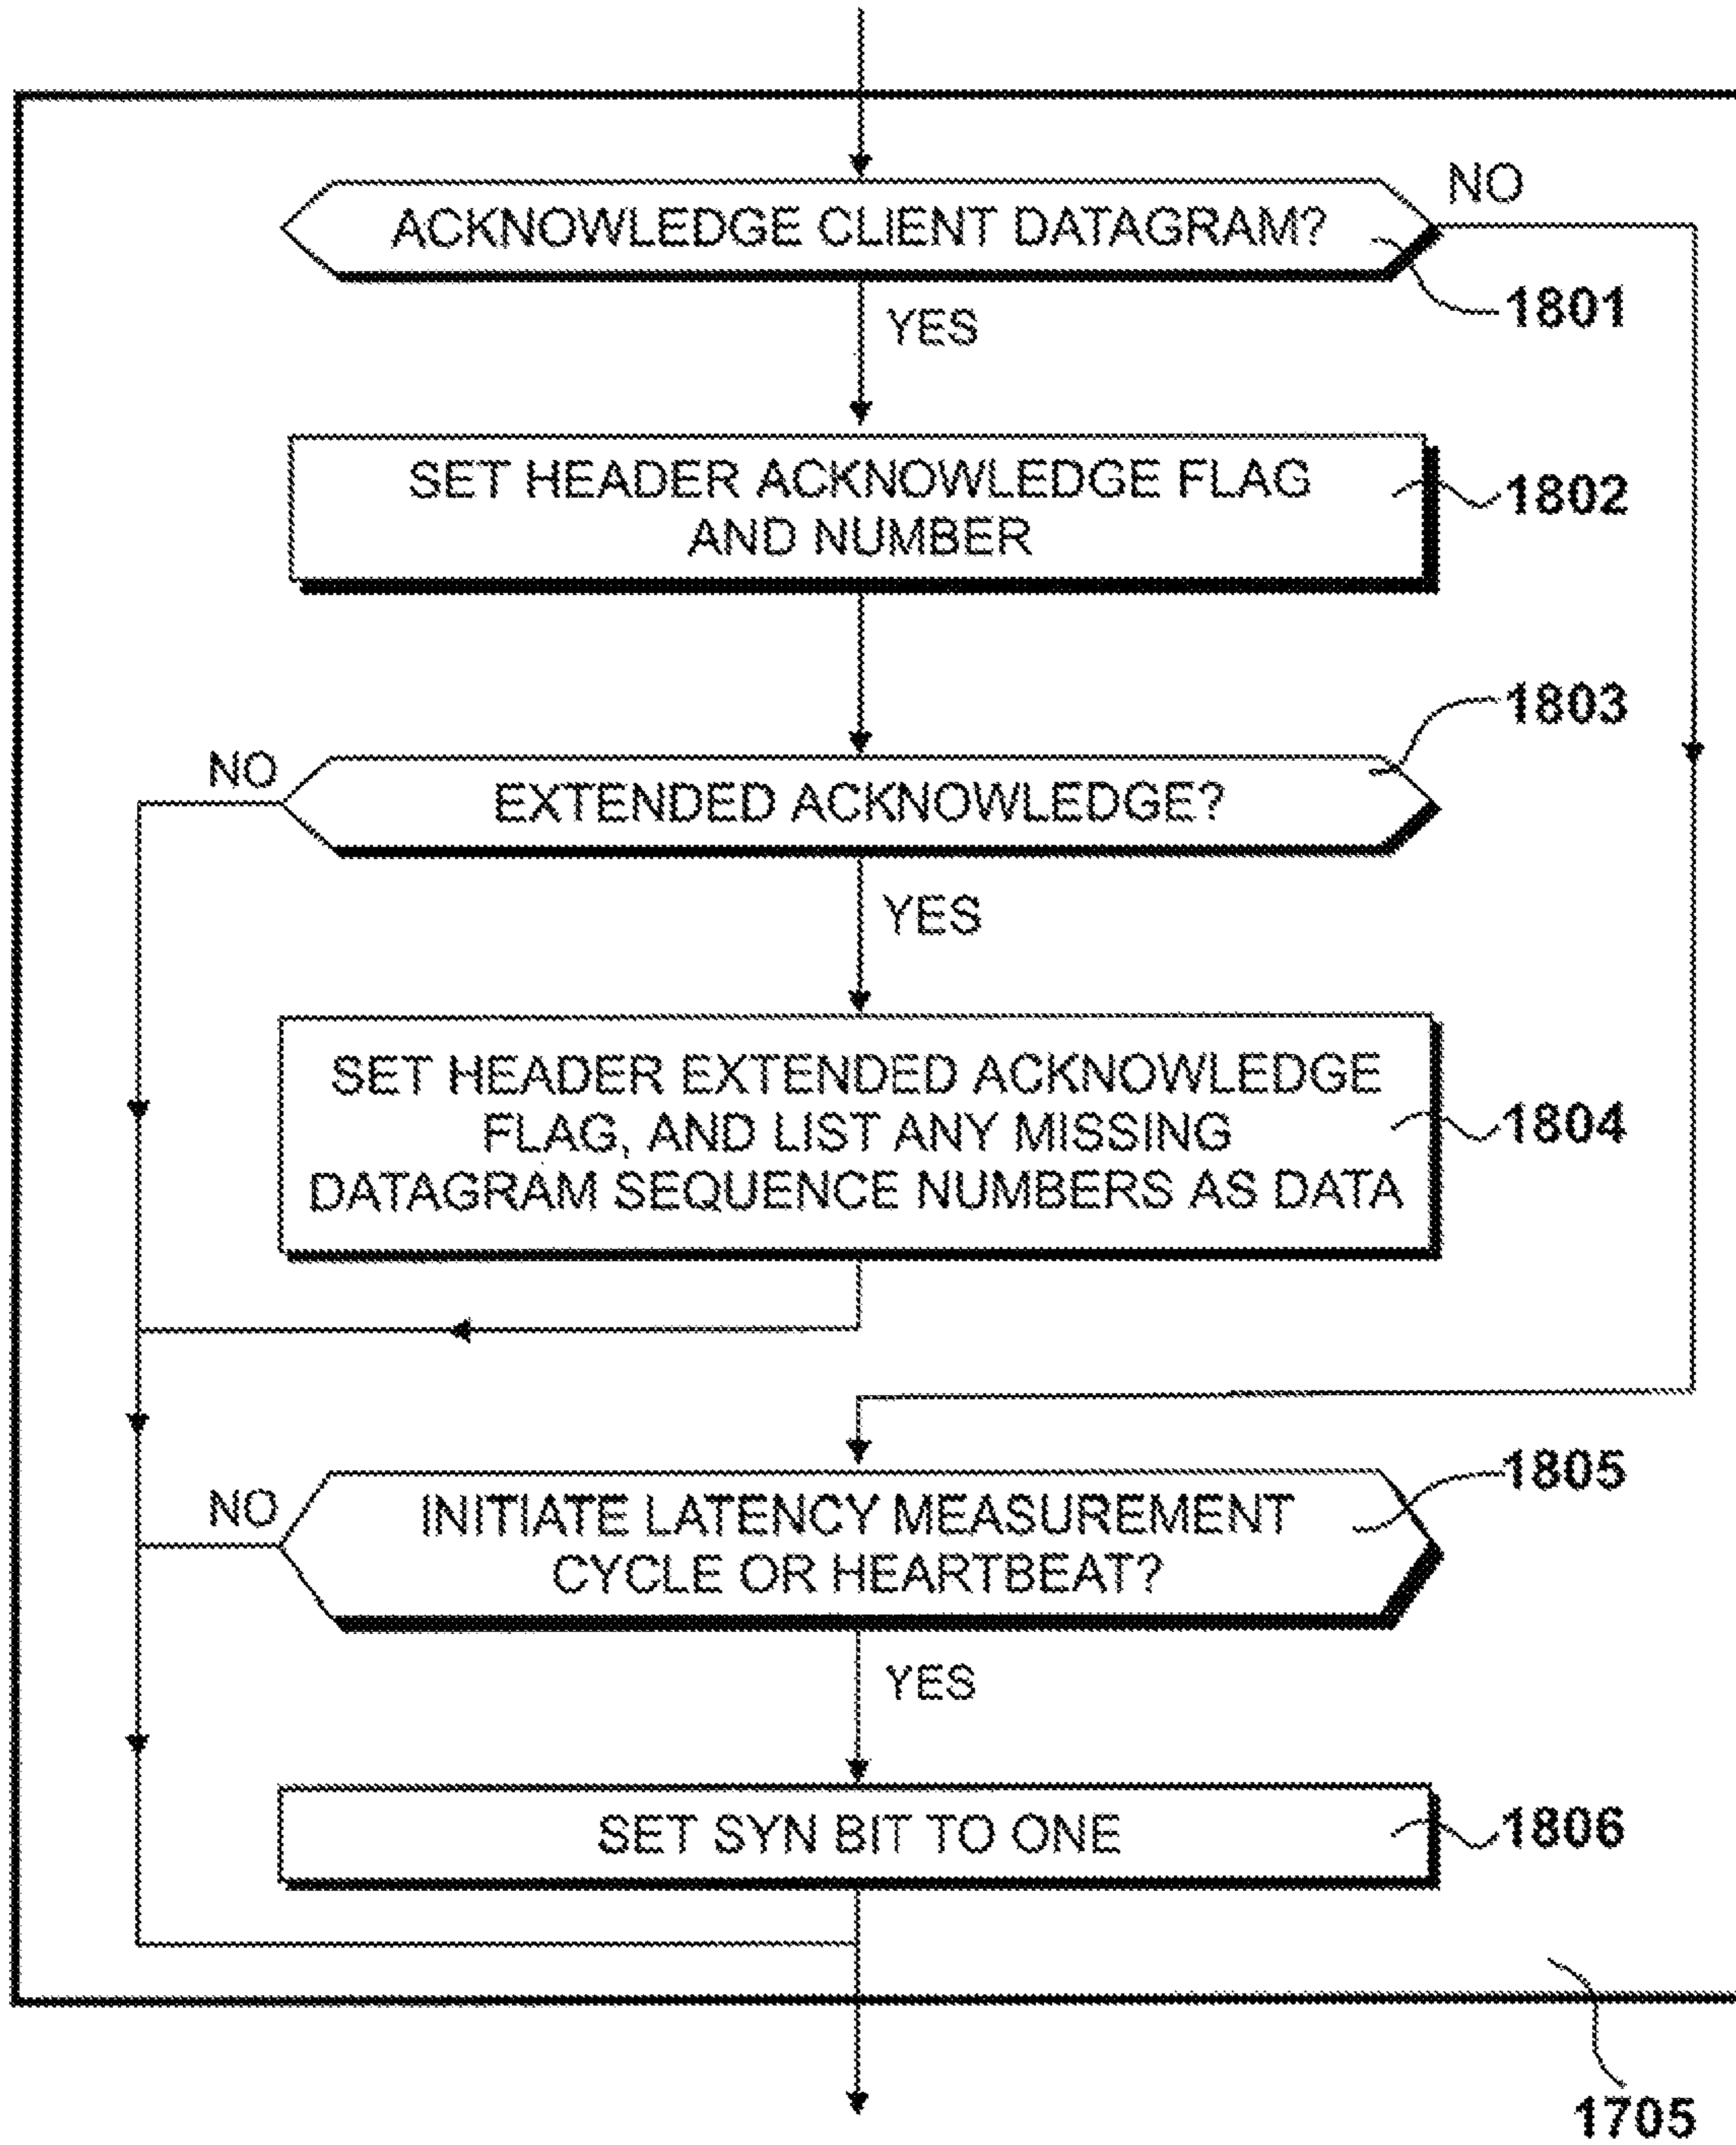 NO
ACKNOWLEDGE CLIENT DATAGRAM?
1801
YES
SET HEADER ACKNOWLEDGE FLAG
AND NUMBER
1802
1803
NO
EXTENDED ACKNOWLEDGE?
YES
SET HEADER EXTENDED ACKNOWLEDGE
FLAG, AND LIST ANY MISSING
DATAGRAM SEQUENCE NUMBERS AS DATA
1804
1805
NO
INITIATE LATENCY MEASUREMENT
CYCLE OR HEARTBEAT?
YES
SET SYN BIT TO ONE
1806
1705